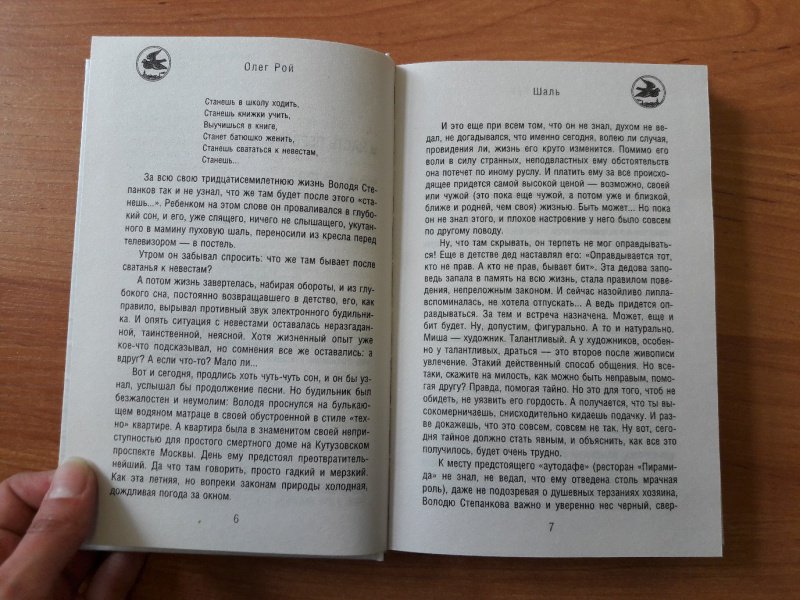 Олег Рой
Станешь в школу ходить,
Станешь книжки учить,
Выучишься в книге,
Станет батюшко женить,
Станешь свататься к невестам,
Станешь...
За всю свою тридцатисемилетнюю жизнь Володя Сте-
панков так и не узнал, что же там будет после этого «ста-
нешь...». Ребенком на этом слове он проваливался в глубо-
кий сон, и его, уже спящего, ничего не слышащего, укутан-
ного в мамину пуховую шаль, переносили из кресла перед
телевизором — в постель.
Утром он забывал спросить: что же там бывает после
сватанья к невестам?
А потом жизнь завертелась, набирая обороты, и из глу-
бокого сна, постоянно возвращавшего в детство, его, как
правило, вырывал противный звук электронного будильни-
ка. И опять ситуация с невестами оставалась неразгадан-
ной, таинственной, неясной. Хотя жизненный опыт уже
кое-что подсказывал, но сомнения все же оставались: а
вдруг? А если что-то? Мало ли...
Вот и сегодня, продлись хоть чуть-чуть сон, и он бы уз-
нал, услышал бы продолжение песни. Но будильник был
безжалостен и неумолим: Володя проснулся на булькаю-
щем водяном матраце в своей обустроенной в стиле «тех-
но» квартире. А квартира была в знаменитом своей непри-
ступностью для простого смертного доме на Кутузовском
проспекте Москвы. День ему предстоял преотвратитель-
нейший. Да что там говорить, просто гадкий и мерзкий.
Как эта летняя, но вопреки законам природы холодная,
дождливая погода за окном.
6
Шаль
И это еще при всем том, что он не знал, духом не ве-
дал, не догадывался, что именно сегодня, волею ли случая,
провидения ли, жизнь его круто изменится. Помимо его
воли в силу странных, неподвластных ему обстоятельств
она потечет по иному руслу. И платить ему за все происхо-
дящее придется самой высокой ценой — возможно, своей
или чужой (это пока еще чужой, а потом уже и близкой,
ближе и родней, чем своя) жизнью. Быть может... Но пока
он не знал этого, и плохое настроение у него было совсем
по другому поводу.
Ну, что там скрывать, он терпеть не мог оправдывать-
ся! Еще в детстве дед наставлял его: «Оправдывается тот,
кто не прав. А кто не прав, бывает бит». Эта дедова запо-
ведь запала в память на всю жизнь, стала правилом пове-
дения, непреложным законом. И сейчас назойливо липла-
вспоминалась, не хотела отпускать... А ведь придется оп-
равдываться. За тем и встреча назначена. Может, еще и
бит будет. Ну, допустим, фигурально. А то и натурально.
Миша — художник. Талантливый. А у художников, особен-
но у талантливых, драться — это второе после живописи
увлечение. Этакий действенный способ общения. Но все-
таки, скажите на милость, как можно быть неправым, помо-
гая другу? Правда, помогая тайно. Но это для того, чтоб не
обидеть, не уязвить его гордость. А получается, что ты вы-
сокомерничаешь, снисходительно кидаешь подачку. И раз-
ве докажешь, что это совсем, совсем не так. Ну вот, сего-
дня тайное должно стать явным, и объяснить, как все это
получилось, будет очень трудно.
К месту предстоящего «аутодафе» (ресторан «Пирами-
да» не знал, не ведал, что ему отведена столь мрачная
роль), даже не подозревая о душевных терзаниях хозяина,
Володю Степанкова важно и уверенно нес черный, свер-
7